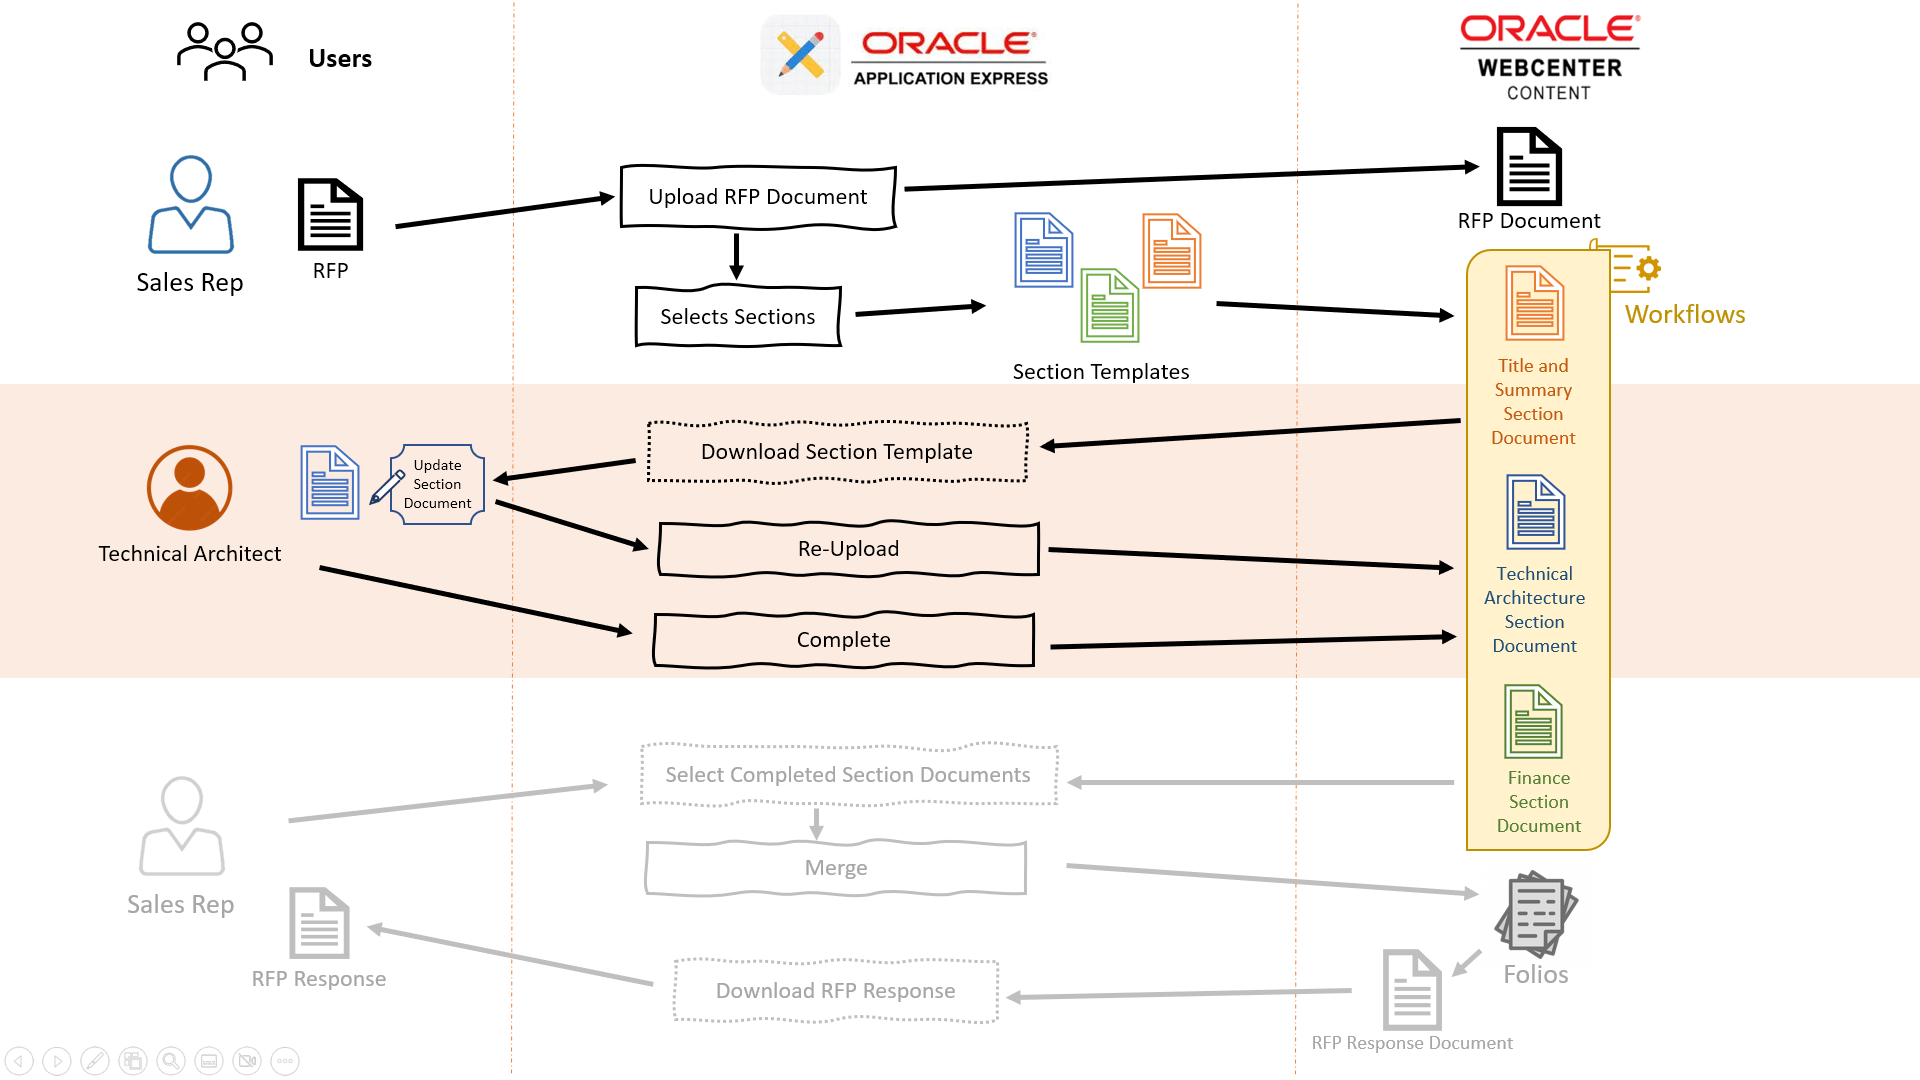 Users
ORACLE
APPLICATION EXPRESS
ORACLE
WEBCENTER
CONTENT
Sales Rep
RFP
Upload RFP Document
RFP Document
Selects Sections
Section Templates
Workflows
Title and
Summary
Section
Document
Technical Architect
Update
Section
Document
Download Section Template
Re-Upload
Complete
Technical
Architecture
Section
Document
Finance
Section
Document
Sales Rep
Select Completed Section Documents
Merge
Folios
RFP Response
Download RFP Response
RFP Response Document